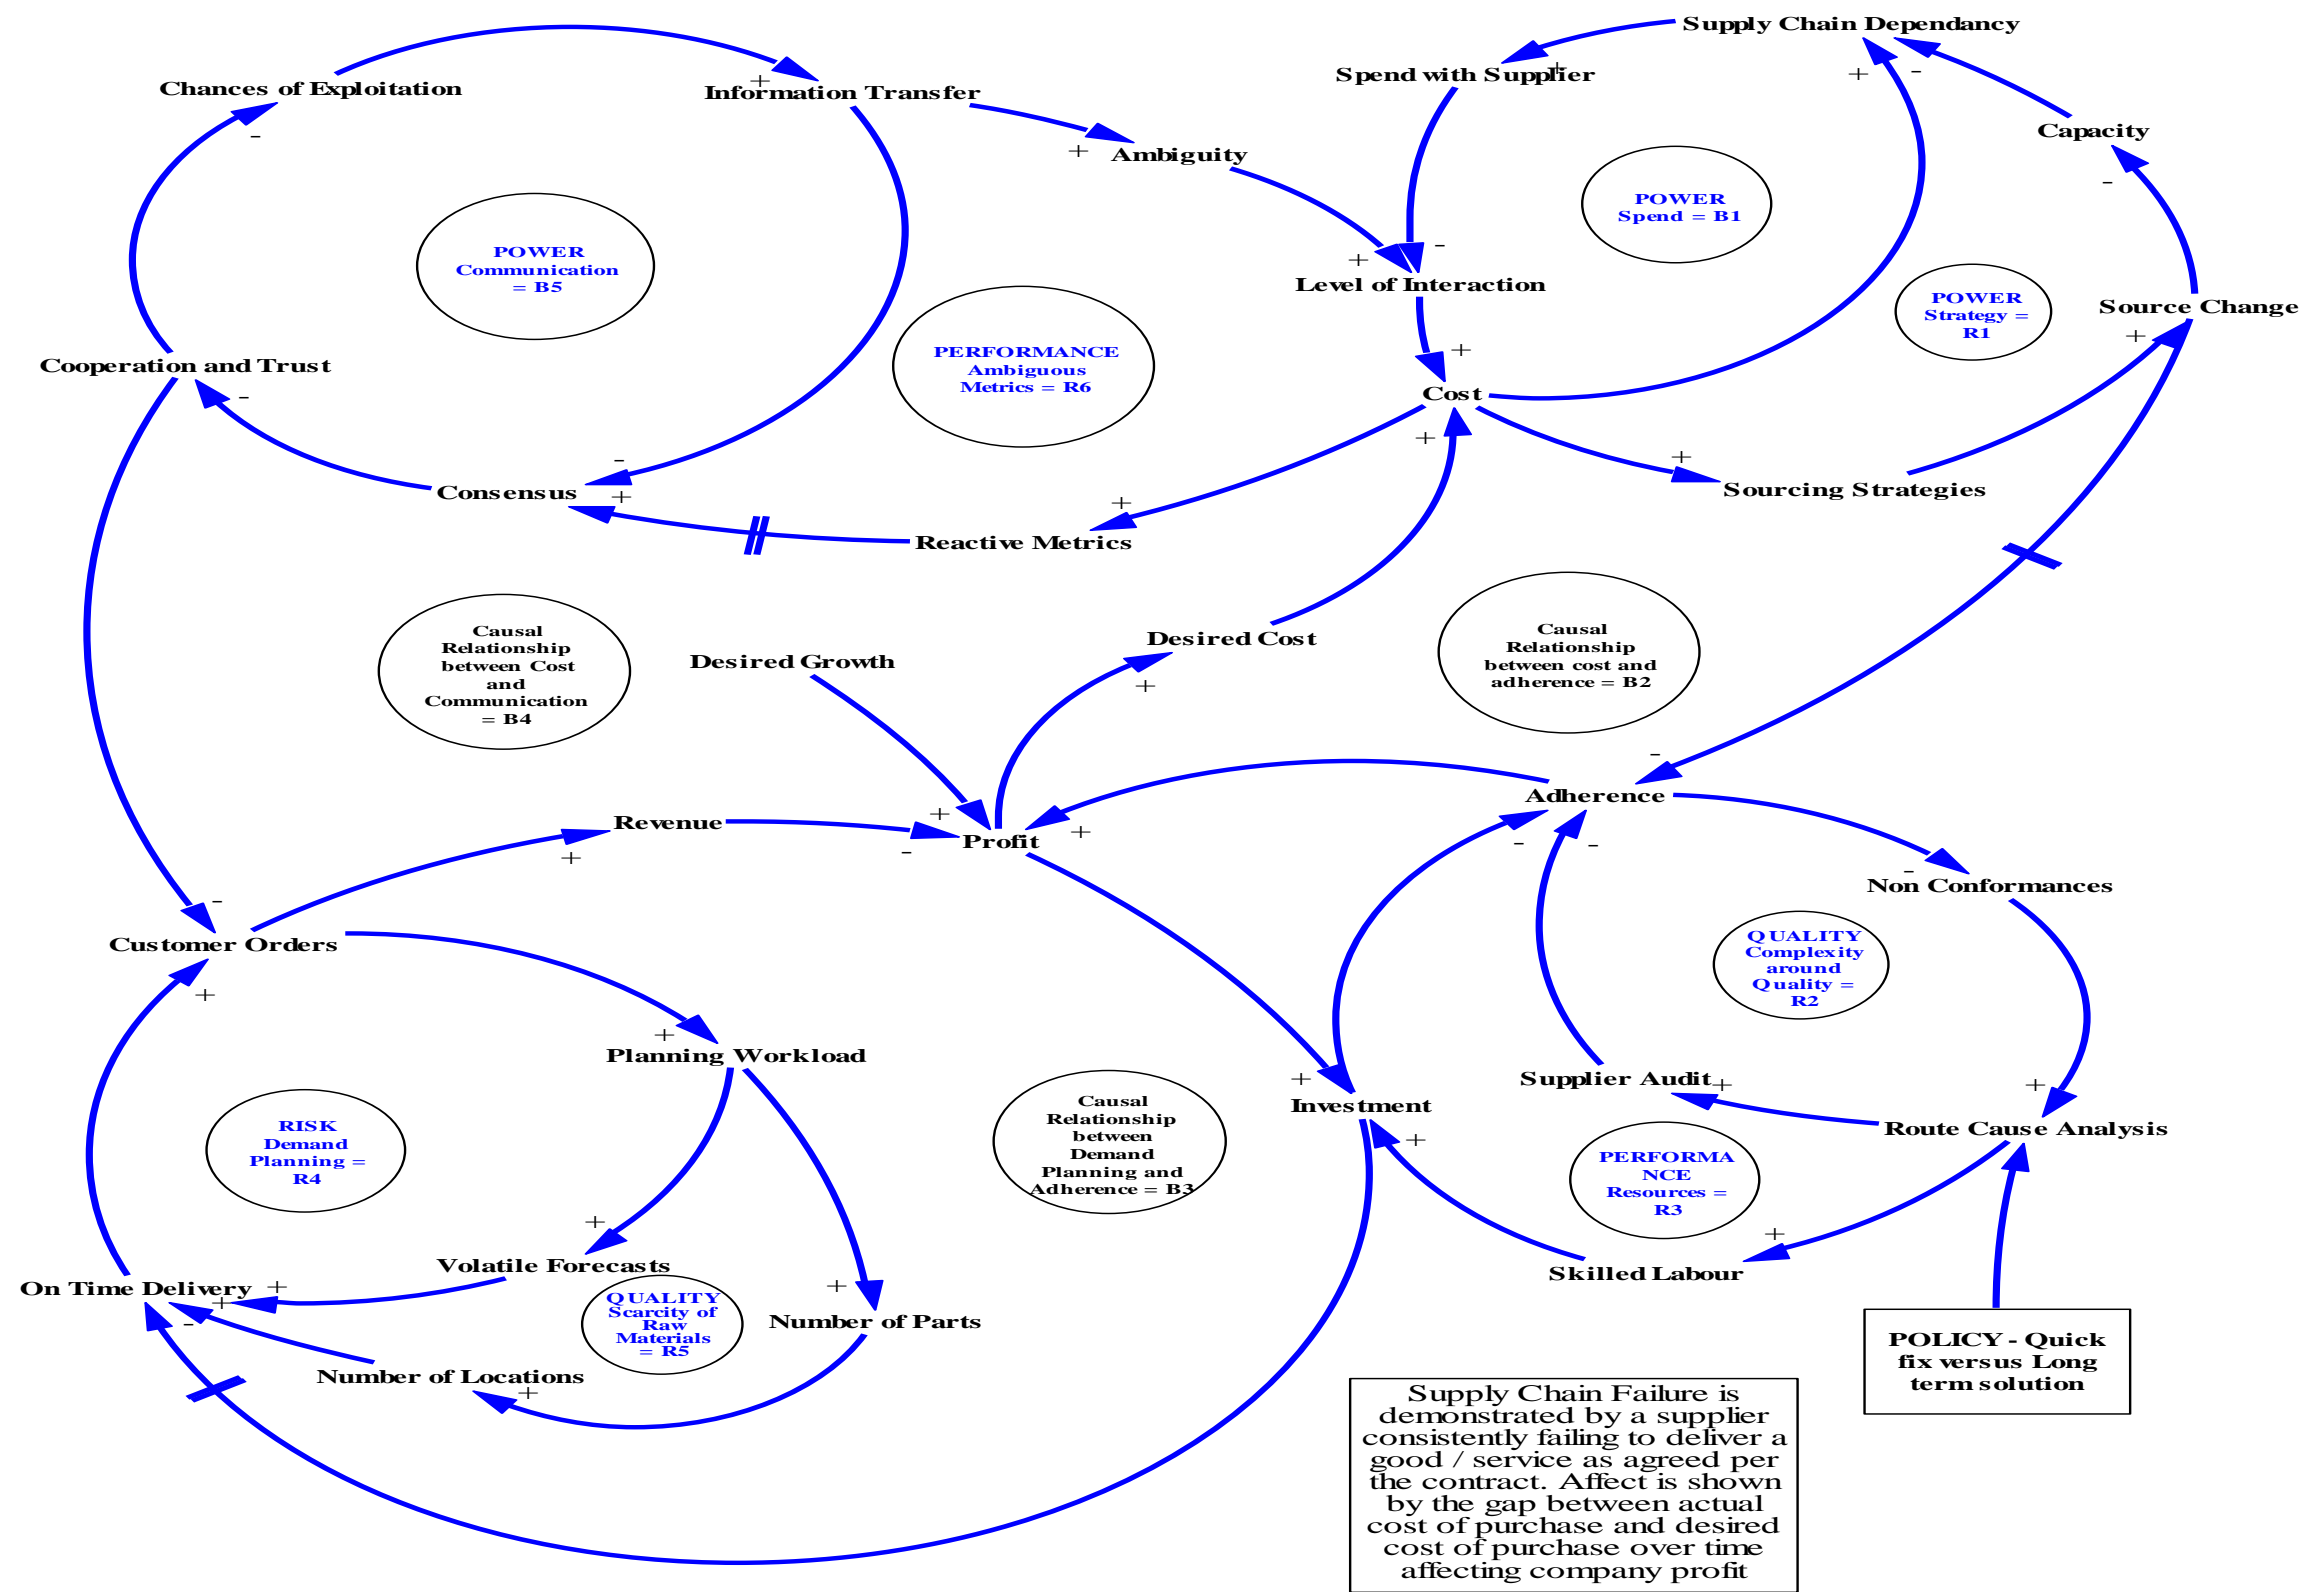 Supply Chain Dependancy
Spend with Supplier
+
Chances of Exploitation
+
Information Transfer
+
-
Capacity
-
+
Ambiguity
-
POWER
Spend = B1
POWER
Communication
= B5
+
-
Level of Interaction
POWER
Strategy =
R1
Source Change
+
PERFORMANCE
Ambiguous
Metrics = R6
+
Cooperation and Trust
-
Cost
+
-
+
Consensus
+
+
Sourcing Strategies
Reactive Metrics
Causal
Relationship
between Cost
and
Communication
= B4
Desired Growth
Desired Cost
+
Causal
Relationship
between cost and
adherence = B2
-
Adherence
Revenue
+
+
-
Profit
+
-
-
-
Non Conformances
-
Customer Orders
+
QUALITY
Complexity
around
Quality =
R2
+
Planning Workload
Supplier Audit
+
+
+
Investment
Route Cause Analysis
+
RISK
Demand
Planning =
R4
Causal
Relationship
between
Demand
Planning and
Adherence = B3
PERFORMA
NCE
Resources =
R3
+
+
Volatile Forecasts
Skilled Labour
On Time Delivery
+
+
-
QUALITY
Scarcity of
Raw
Materials
= R5
+
Number of Parts
Number of Locations
+
POLICY - Quick
fix versus Long
term solution
Supply Chain Failure is
demonstrated by a supplier
consistently failing to deliver a
good / service as agreed per
the contract. Affect is shown
by the gap between actual
cost of purchase and desired
cost of purchase over time
affecting company profit